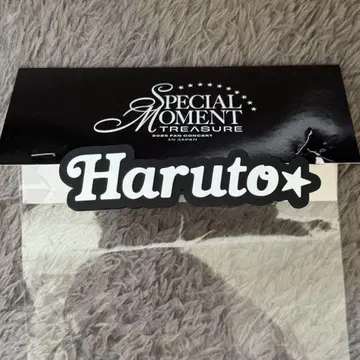 SPECIAL
MOMENT
TREASURE
2025 FAN CONCERT
IN JAPAN
Haruto★